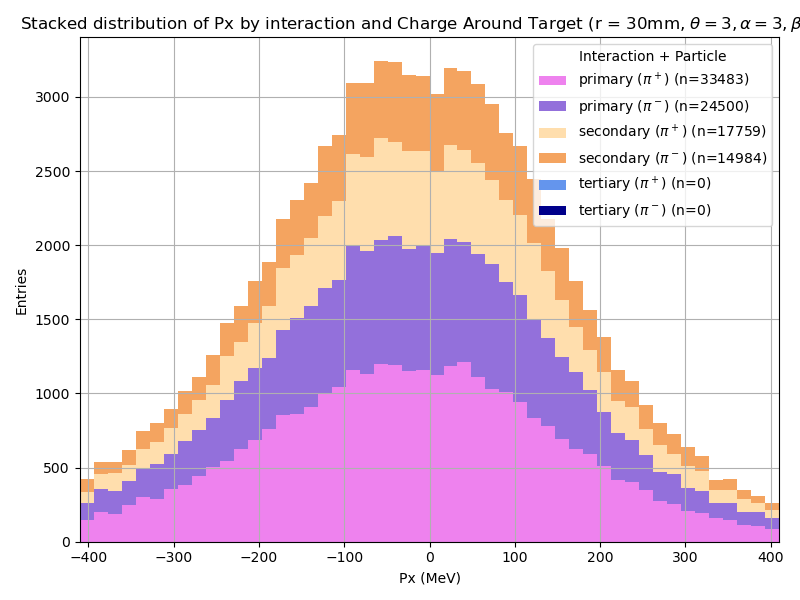 Stacked distribution of Px by interaction and Charge Around Target (r = 30mm, θ = 3, α = 3, β
Interaction + Particle
primary (π⁺) (n=33483)
primary (π⁻) (n=24500)
secondary (π⁺) (n=17759)
secondary (π⁻) (n=14984)
tertiary (π⁺) (n=0)
tertiary (π⁻) (n=0)
Entries
3000
2500
2000
1500
1000
500
0
−400 −300 −200 −100 0 100 200 300 400
Px (MeV)